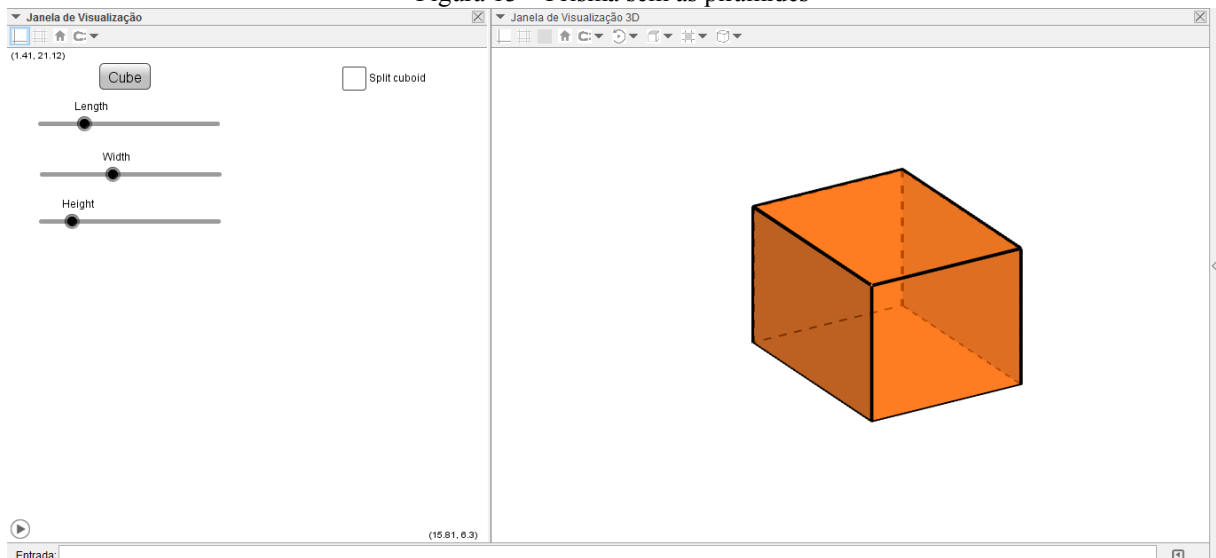 Figura 15 – Prisma sem as pirâmides
Janela de Visualização
(1.41, 21.12)
Cube
Split cuboid
Length
Width
Height
(15.81, 6.3)
Janela de Visualização 3D
Entrada: